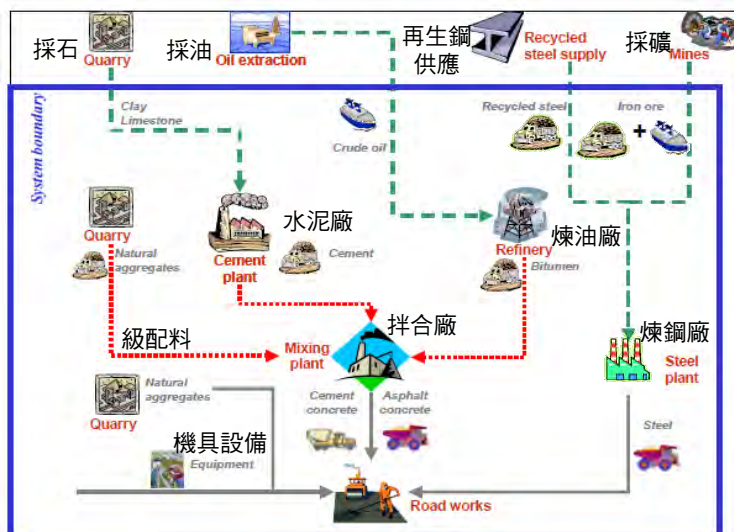 採石
Quarry
採油
Oil extraction
再生鋼
供應
Recycled
steel supply
採礦
Mines
System boundary
Clay
Limestone
Crude oil
Recycled steel
Iron ore
+
Quarry
Natural
aggregates
水泥廠
Cement
plant
Cement
煉油廠
Refinery
Bitumen
級配料
拌合廠
Mixing
plant
煉鋼廠
Steel
plant
Natural
aggregates
Quarry
Cement
concrete
Asphalt
concrete
Steel
機具設備
Equipment
Road works